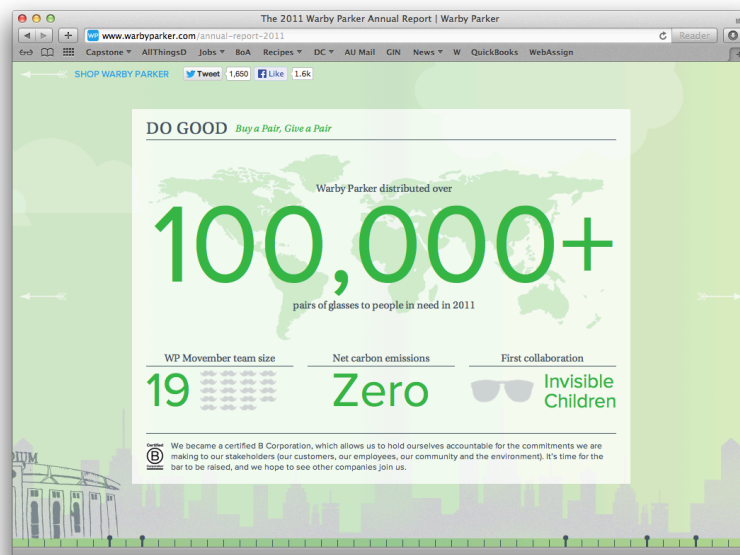 The 2011 Warby Parker Annual Report | Warby Parker
WP www.warbyparker.com/annual-report-2011 Reader
Capstone AllThingsD Jobs BoA Recipes DC AU Mail GIN News W QuickBooks WebAssign
SHOP WARBY PARKER Tweet 1,650 Like 1.6k
DO GOOD Buy a Pair, Give a Pair
Warby Parker distributed over
100,000+
pairs of glasses to people in need in 2011
WP Movember team size Net carbon emissions First collaboration
19 Zero Invisible
Children
Certified
B
Corporation
We became a certified B Corporation, which allows us to hold ourselves accountable for the commitments we are
making to our stakeholders (our customers, our employees, our community and the environment). It's time for the
bar to be raised, and we hope to see other companies join us.
DIUM